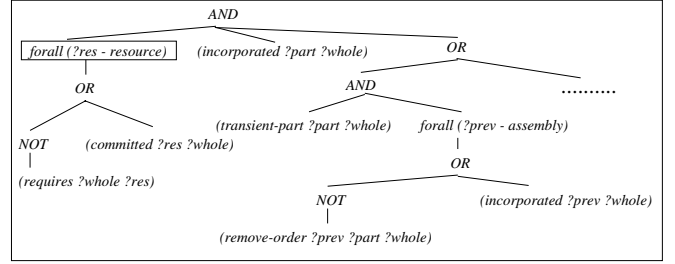 AND
forall (?res - resource) (incorporated ?part ?whole) OR
OR AND ..........
(transient-part ?part ?whole) forall (?prev - assembly)
NOT (committed ?res ?whole)
OR
(requires ?whole ?res)
NOT (incorporated ?prev ?whole)
(remove-order ?prev ?part ?whole)